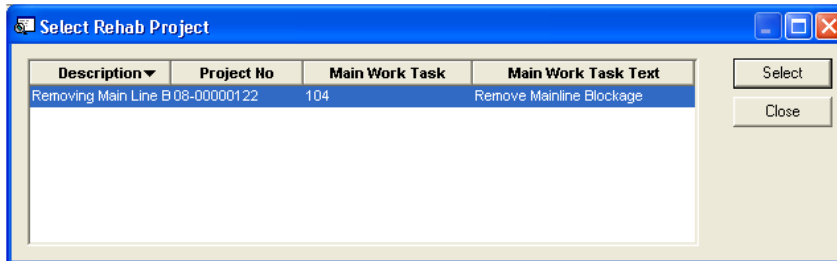 Select Rehab Project
Description Project No Main Work Task Main Work Task Text Select
Removing Main Line B 08-00000122 104 Remove Mainline Blockage
Close